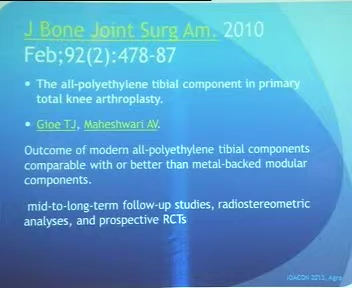 J Bone Joint Surg Am. 2010
Feb;92(2):478-87
• The all-polyethylene tibial component in primary
total knee arthroplasty.
• Gioe TJ, Maheshwari AV.
Outcome of modern all-polyethylene tibial components
comparable with or better than metal-backed modular
components.
mid-to-long-term follow-up studies, radiostereometric
analyses, and prospective RCTs
IOACON 2013, Agra